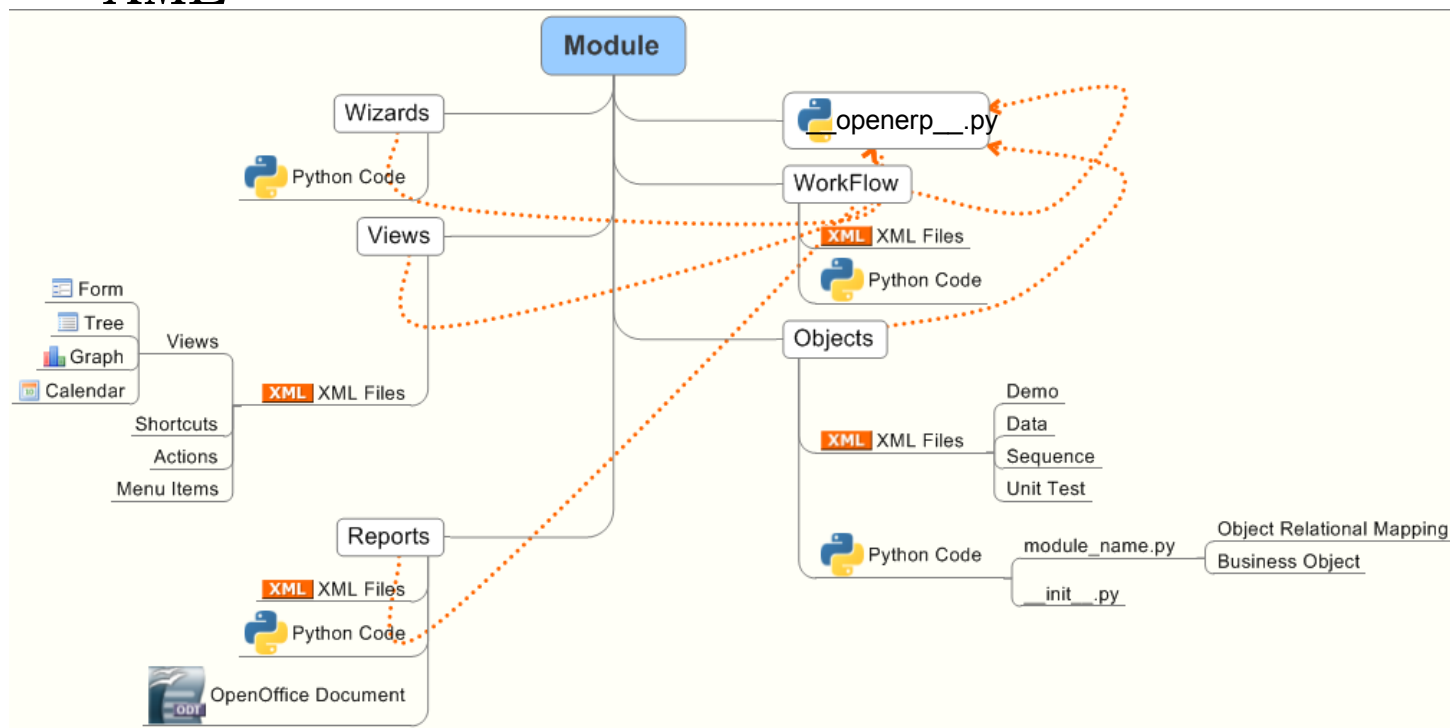 Module
Wizards
Python Code
Views
XML XML Files
Views
Form
Tree
Graph
Calendar
Shortcuts
Actions
Menu Items
Reports
XML XML Files
Python Code
ODT OpenOffice Document
__openerp__.py
WorkFlow
XML XML Files
Python Code
Objects
XML XML Files
Demo
Data
Sequence
Unit Test
Python Code
module_name.py
Object Relational Mapping
Business Object
__init__.py